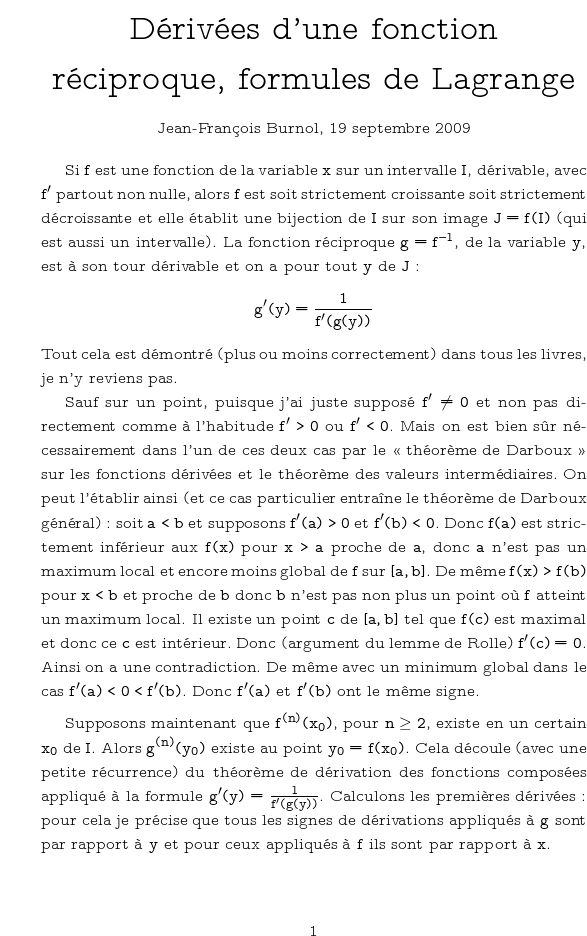 Dérivées d'une fonction
réciproque, formules de Lagrange
Jean-François Burnol, 19 septembre 2009
Si f est une fonction de la variable x sur un intervalle I, dérivable, avec
f′ partout non nulle, alors f est soit strictement croissante soit strictement
décroissante et elle établit une bijection de I sur son image J = f(I) (qui
est aussi un intervalle). La fonction réciproque g = f⁻¹, de la variable y,
est à son tour dérivable et on a pour tout y de J :
g′(y) = 1/f′(g(y))
Tout cela est démontré (plus ou moins correctement) dans tous les livres,
je n'y reviens pas.
Sauf sur un point, puisque j'ai juste supposé f′ ≠ 0 et non pas di-
rectement comme à l'habitude f′ > 0 ou f′ < 0. Mais on est bien sûr né-
cessairement dans l'un de ces deux cas par le « théorème de Darboux »
sur les fonctions dérivées et le théorème des valeurs intermédiaires. On
peut l'établir ainsi (et ce cas particulier entraîne le théorème de Darboux
général) : soit a < b et supposons f′(a) > 0 et f′(b) < 0. Donc f(a) est stric-
tement inférieur aux f(x) pour x > a proche de a, donc a n'est pas un
maximum local et encore moins global de f sur [a, b]. De même f(x) > f(b)
pour x < b et proche de b donc b n'est pas non plus un point où f atteint
un maximum local. Il existe un point c de [a, b] tel que f(c) est maximal
et donc ce c est intérieur. Donc (argument du lemme de Rolle) f′(c) = 0.
Ainsi on a une contradiction. De même avec un minimum global dans le
cas f′(a) < 0 < f′(b). Donc f′(a) et f′(b) ont le même signe.
Supposons maintenant que f⁽ⁿ⁾(x₀), pour n ≥ 2, existe en un certain
x₀ de I. Alors g⁽ⁿ⁾(y₀) existe au point y₀ = f(x₀). Cela découle (avec une
petite récurrence) du théorème de dérivation des fonctions composées
appliqué à la formule g′(y) = 1/f′(g(y)). Calculons les premières dérivées :
pour cela je précise que tous les signes de dérivations appliqués à g sont
par rapport à y et pour ceux appliqués à f ils sont par rapport à x.
1